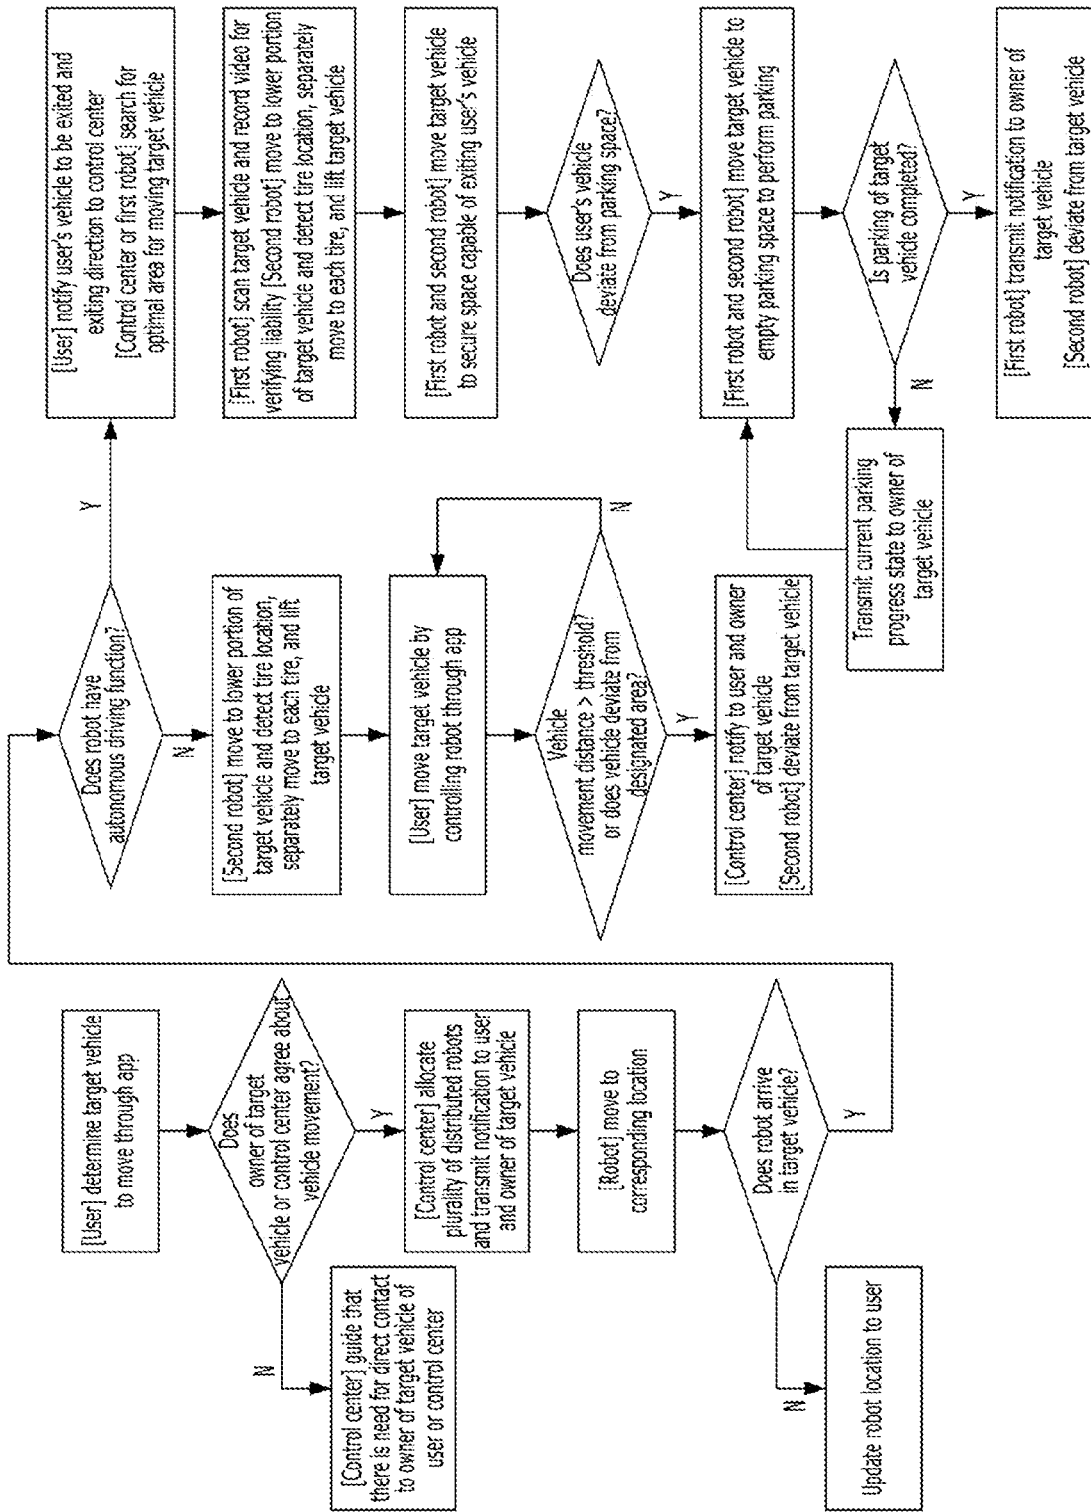 [User] determine target vehicle
to move through app
Does
owner of target
vehicle or control center agree about
vehicle movement?
N
[Control center] guide that
there is need for direct contact
to owner of target vehicle of
user or control center
Y
[Control center] allocate
plurality of distributed robots
and transmit notification to user
and owner of target vehicle
[Robot] move to
corresponding location
Does robot arrive
in target vehicle?
N
Update robot location to user
Y
Does robot have
autonomous driving function?
N
[Second robot] move to lower portion of
target vehicle and detect tire location,
separately move to each tire, and lift
target vehicle
[User] move target vehicle by
controlling robot through app
Vehicle
movement distance > threshold?
or does vehicle deviate from
designated area?
N
Y
[Control center] notify to user and owner
of target vehicle
[Second robot] deviate from target vehicle
Y
[User] notify user's vehicle to be exited and
exiting direction to control center
[Control center or first robot] search for
optimal area for moving target vehicle
[First robot] scan target vehicle and record video for
verifying liability [Second robot] move to lower portion
of target vehicle and detect tire location, separately
move to each tire, and lift target vehicle
[First robot and second robot] move target vehicle
to secure space capable of exiting user's vehicle
Does user's vehicle
deviate from parking space?
Y
[First robot and second robot] move target vehicle to
empty parking space to perform parking
Is parking of target
vehicle completed?
N
Transmit current parking
progress state to owner of
target vehicle
Y
[First robot] transmit notification to owner of
target vehicle
[Second robot] deviate from target vehicle